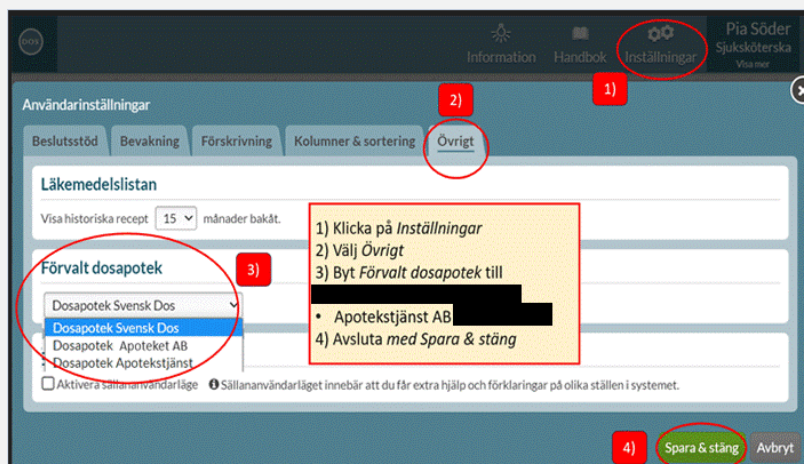 DOS
Information
Handbok
Inställningar
Pia Söder
Sjuksköterska
Visa mer
1)
Användarinställningar
2)
Beslutsstöd
Bevakning
Förskrivning
Kolumner & sortering
Övrigt
Läkemedelslistan
Visa historiska recept 15 månader bakåt.
1) Klicka på Inställningar
2) Välj Övrigt
3) Byt Förvalt dosapotek till
• Apotekstjänst AB
4) Avsluta med Spara & stäng
Förvalt dosapotek
3)
Dosapotek Svensk Dos
Dosapotek Svensk Dos
Dosapotek Apoteket AB
Dosapotek Apotekstjänst
Aktivera sällananvändarläge Sällananvändarläget innebär att du får extra hjälp och förklaringar på olika ställen i systemet.
4)
Spara & stäng
Avbryt